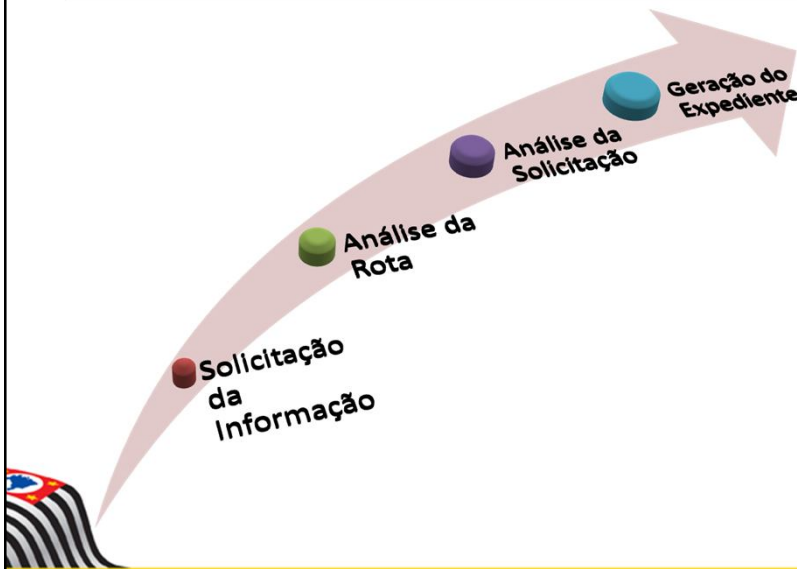 Solicitação
da
Informação
Análise da
Rota
Análise da
Solicitação
Geração do
Expediente